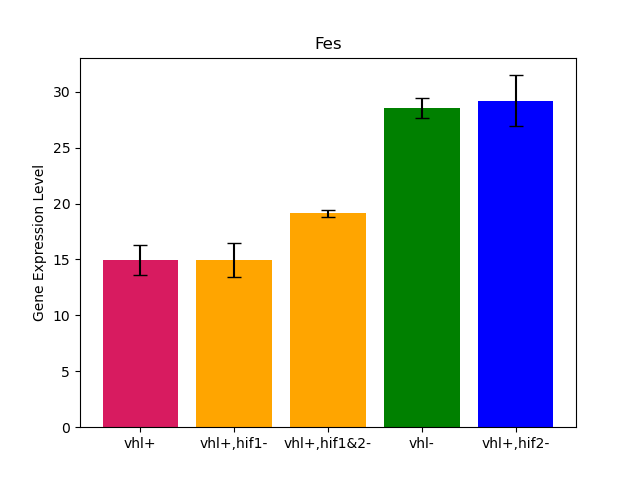 Fes
Gene Expression Level
30
25
20
15
10
5
0
vhl+ vhl+,hif1- vhl+,hif1&2- vhl- vhl+,hif2-